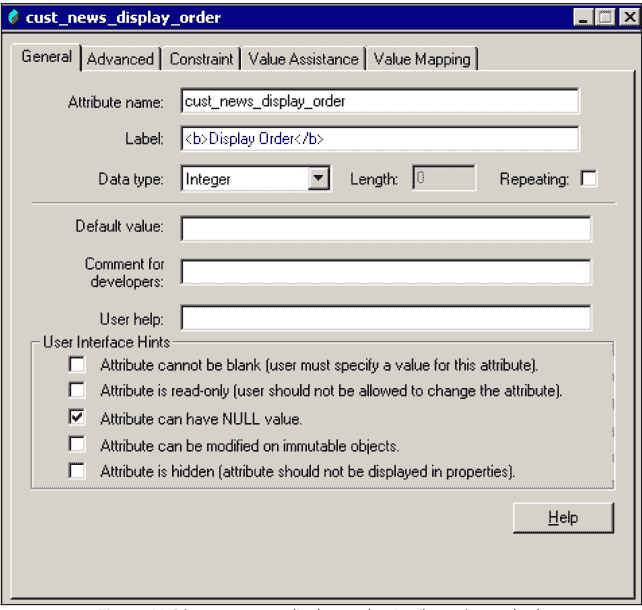 cust_news_display_order
General Advanced Constraint Value Assistance Value Mapping
Attribute name: cust_news_display_order
Label: <b>Display Order</b>
Data type: Integer Length: 0 Repeating:
Default value:
Comment for
developers:
User help:
User Interface Hints
Attribute cannot be blank (user must specify a value for this attribute).
Attribute is read-only (user should not be allowed to change the attribute).
Attribute can have NULL value.
Attribute can be modified on immutable objects.
Attribute is hidden (attribute should not be displayed in properties).
Help